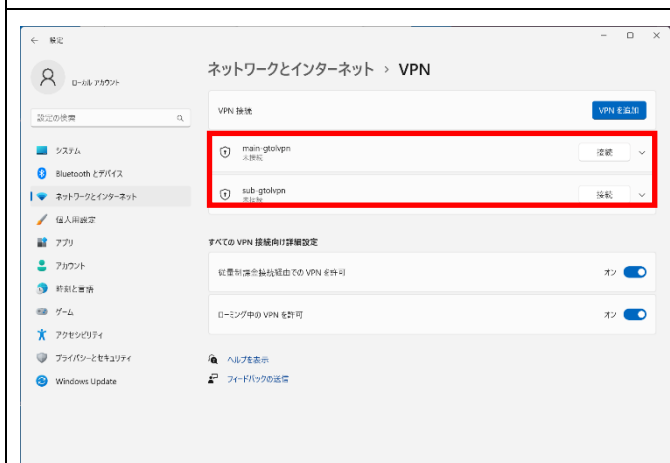 ← 設定
ローカル アカウント
設定の検索
システム
Bluetooth とデバイス
ネットワークとインターネット
個人用設定
アプリ
アカウント
時刻と言語
ゲーム
アクセシビリティ
プライバシーとセキュリティ
Windows Update
ネットワークとインターネット › VPN
VPN 接続
VPN を追加
main-gtolvpn
未接続
接続
sub-gtolvpn
未接続
接続
すべての VPN 接続向け詳細設定
従量制課金接続経由での VPN を許可
オン
ローミング中の VPN を許可
オン
ヘルプを表示
フィードバックの送信